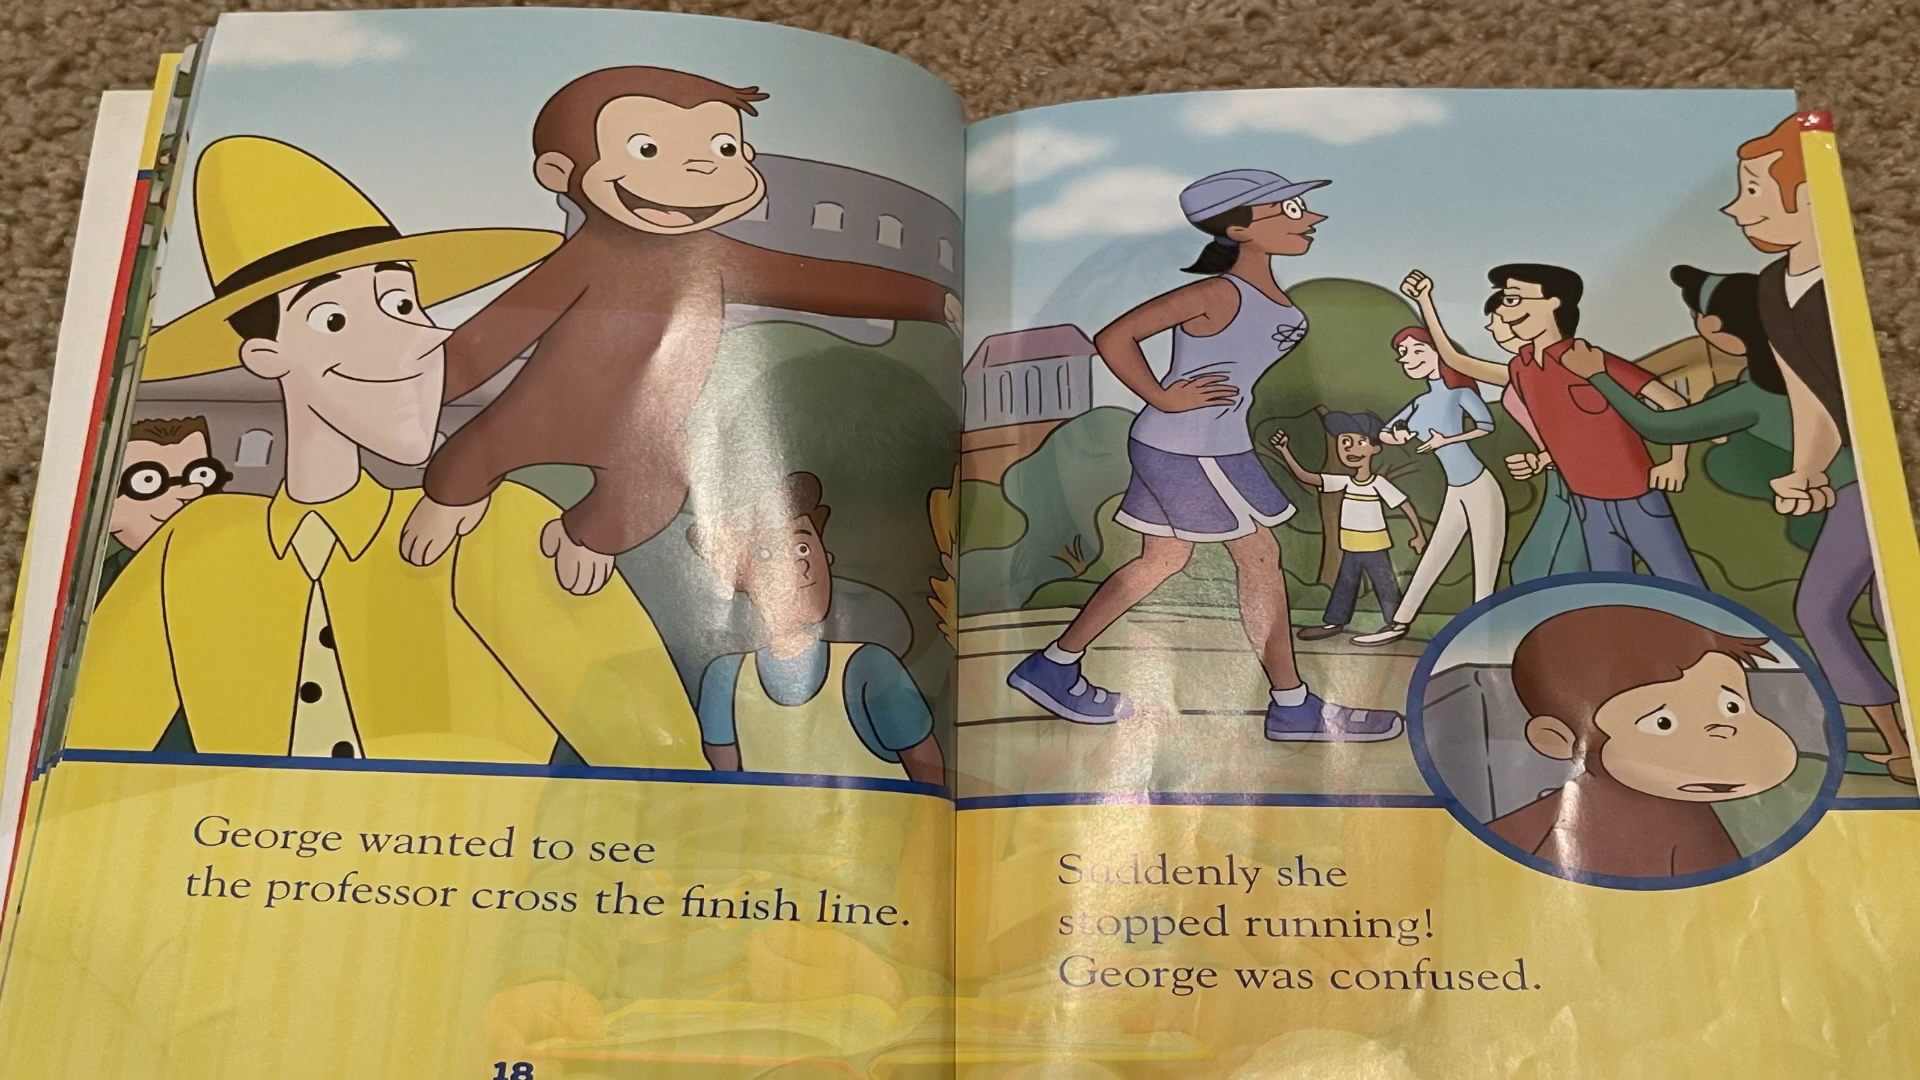 George wanted to see
the professor cross the finish line.
18
Suddenly she
stopped running!
George was confused.